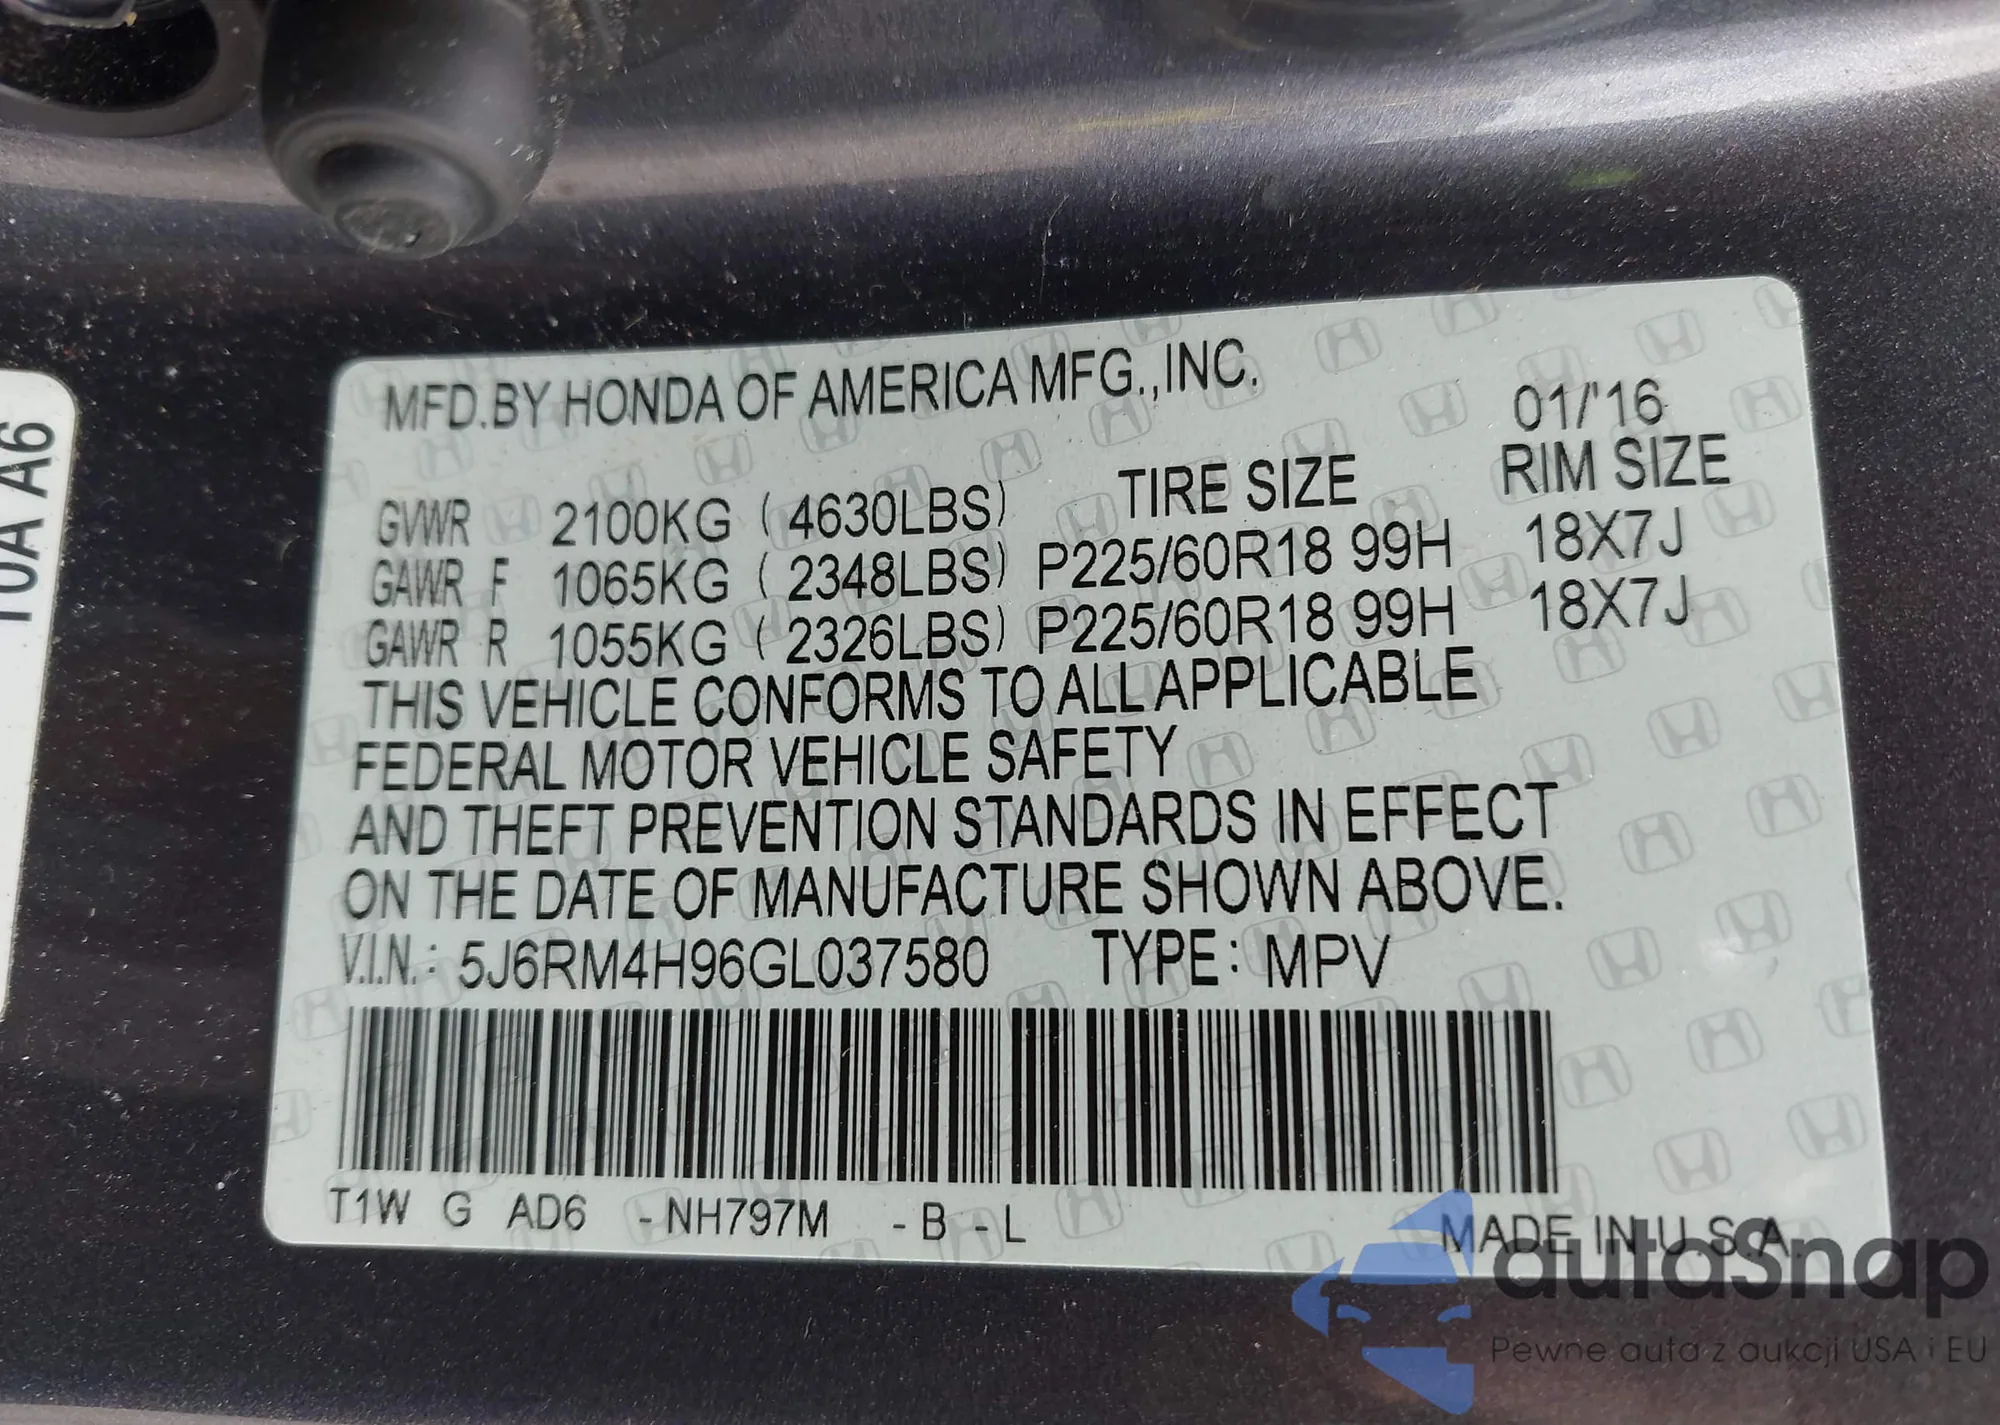 MFD.BY HONDA OF AMERICA MFG.,INC.
01/'16
GVWR 2100KG (4630LBS) TIRE SIZE RIM SIZE
GAWR F 1065KG (2348LBS) P225/60R18 99H 18X7J
GAWR R 1055KG (2326LBS) P225/60R18 99H 18X7J
THIS VEHICLE CONFORMS TO ALL APPLICABLE
FEDERAL MOTOR VEHICLE SAFETY
AND THEFT PREVENTION STANDARDS IN EFFECT
ON THE DATE OF MANUFACTURE SHOWN ABOVE.
V.I.N.: 5J6RM4H96GL037580 TYPE: MPV
T1W G AD6 -NH797M -B -L
MADE IN U.S.A.
10A A6
autoSnap
Pewne auta z aukcji USA i EU